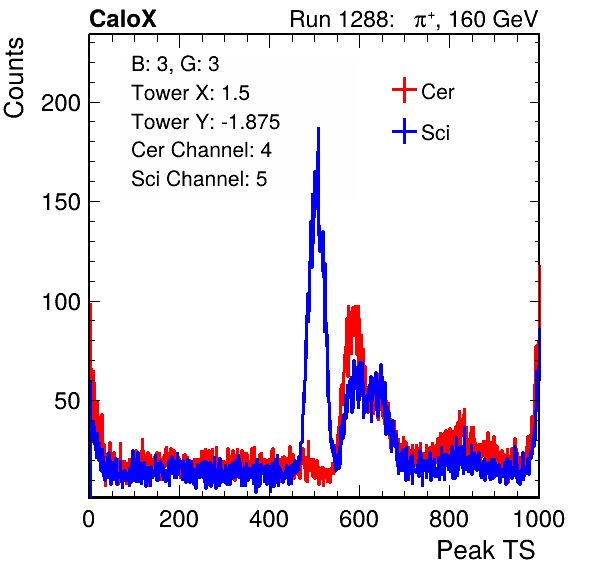 CaloX Run 1288: π⁺, 160 GeV
B: 3, G: 3
Tower X: 1.5
Tower Y: -1.875
Cer Channel: 4
Sci Channel: 5
Cer
Sci
Counts
200
150
100
50
0 200 400 600 800 1000
Peak TS